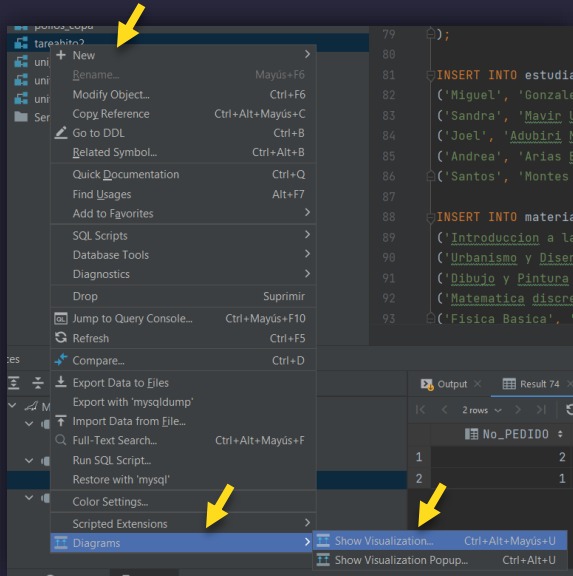 pollos_copa
tareahito2
uni
unit
uni
Ser
New
Rename... Mayús+F6
Modify Object... Ctrl+F6
Copy Reference Ctrl+Alt+Mayús+C
Go to DDL Ctrl+B
Related Symbol... Ctrl+Alt+B
Quick Documentation Ctrl+Q
Find Usages Alt+F7
Add to Favorites
SQL Scripts
Database Tools
Diagnostics
Drop Suprimir
Jump to Query Console... Ctrl+Mayús+F10
Refresh Ctrl+F5
Compare... Ctrl+D
Export Data to Files
Export with 'mysqldump'
Import Data from File...
Full-Text Search... Ctrl+Alt+Mayús+F
Run SQL Script...
Restore with 'mysql'
Color Settings...
Scripted Extensions
Diagrams
Show Visualization... Ctrl+Alt+Mayús+U
Show Visualization Popup... Ctrl+Alt+U
79 );
80
81 INSERT INTO estudia
82 ('Miguel', 'Gonzale
83 ('Sandra', 'Mavir U
84 ('Joel', 'Adubiri M
85 ('Andrea', 'Arias B
86 ('Santos', 'Montes
87
88 INSERT INTO materia
89 ('Introduccion a la
90 ('Urbanismo y Disen
91 ('Dibujo y Pintura
92 ('Matematica discre
93 ('Fisica Basica', '
ces
M
Output Result 74
2 rows
No_PEDIDO
1 2
2 1